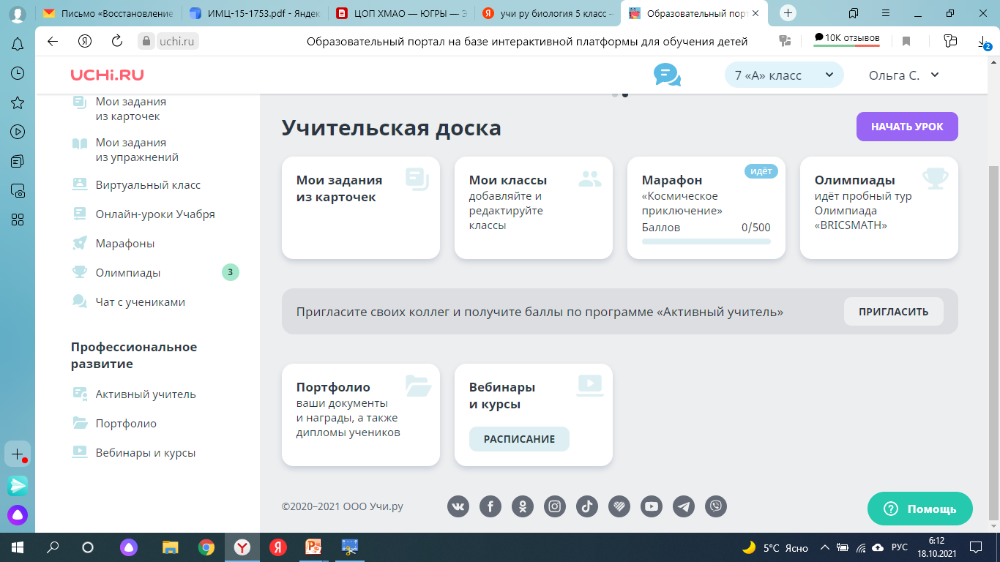 Письмо «Восстановление
ИМЦ-15-1753.pdf - Яндек
ЦОП ХМАО — ЮГРЫ — Э
учи ру биология 5 класс –
Образовательный порт
uchi.ru
Образовательный портал на базе интерактивной платформы для обучения детей
10K отзывов
2
UCHi.RU
7 «А» класс
Ольга С.
Мои задания
из карточек
Мои задания
из упражнений
Виртуальный класс
Онлайн-уроки Учабря
Марафоны
Олимпиады
3
Чат с учениками
Профессиональное
развитие
Активный учитель
Портфолио
Вебинары и курсы
Учительская доска
НАЧАТЬ УРОК
Мои задания
из карточек
Мои классы
добавляйте и
редактируйте
классы
идёт
Марафон
«Космическое
приключение»
Баллов 0/500
Олимпиады
идёт пробный тур
Олимпиада
«BRICSMATH»
Пригласите своих коллег и получите баллы по программе «Активный учитель»
ПРИГЛАСИТЬ
Портфолио
ваши документы
и награды, а также
дипломы учеников
Вебинары
и курсы
РАСПИСАНИЕ
©2020–2021 ООО Учи.ру
Помощь
5°C Ясно
РУС
6:12
18.10.2021